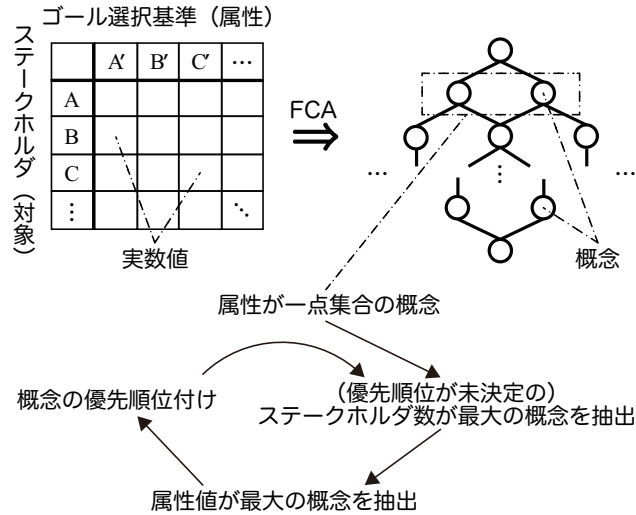 ゴール選択基準（属性）
ステークホルダ（対象）
A′ B′ C′ …
A
B
C
⋮ ⋱
FCA
… ⋮ …
実数値
概念
属性が一点集合の概念
概念の優先順位付け
（優先順位が未決定の）
ステークホルダ数が最大の概念を抽出
属性値が最大の概念を抽出